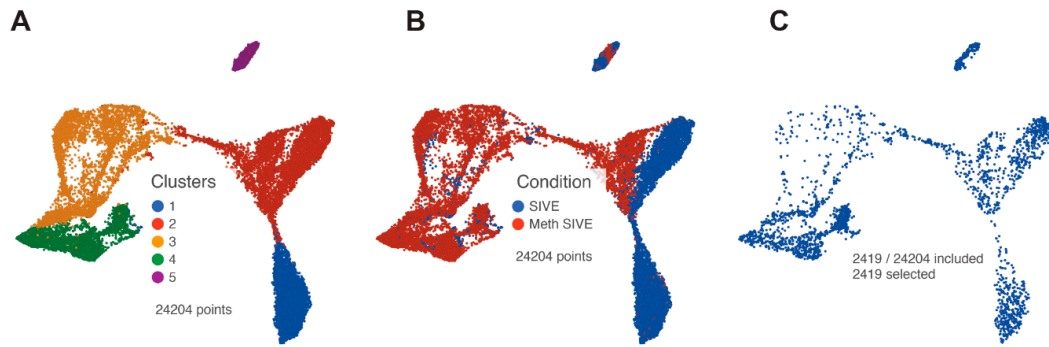 A
B
C
Clusters
1
2
3
4
5
24204 points
Condition
SIVE
Meth SIVE
24204 points
2419 / 24204 included
2419 selected